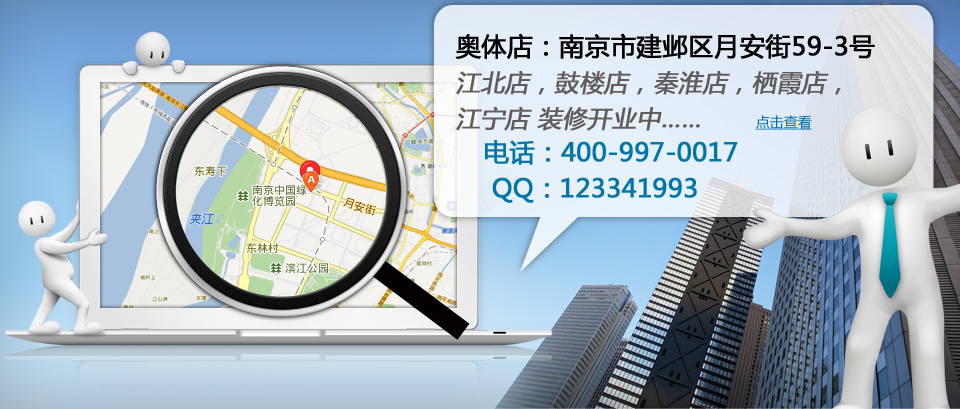 奥体店：南京市建邺区月安街59-3号
江北店，鼓楼店，秦淮店，栖霞店，
江宁店 装修开业中......
点击查看
电话：400-997-0017
QQ：123341993
A
东寿下
南京中国绿
化博览园
月安街
夹江
东林村
滨江公园
江心洲